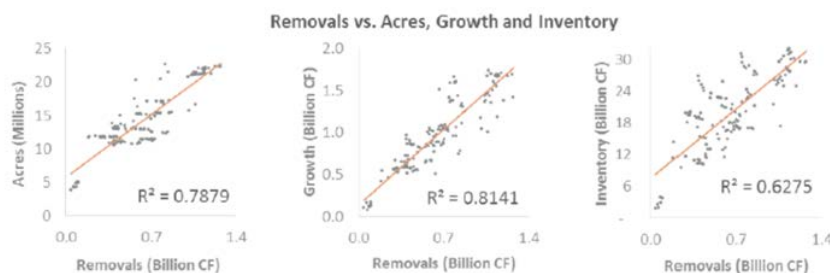 Removals vs. Acres, Growth and Inventory
Acres (Millions)
25
20
15
10
5
0
R² = 0.7879
0.0 0.7 1.4
Removals (Billion CF)
Growth (Billion CF)
2.0
1.5
1.0
0.5
0.0
R² = 0.8141
0.0 0.7 1.4
Removals (Billion CF)
Inventory (Billion CF)
30
24
18
12
6
-
R² = 0.6275
0.0 0.7 1.4
Removals (Billion CF)